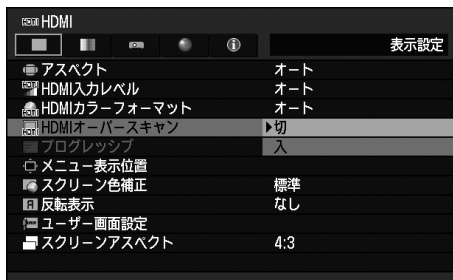 HDMI HDMI
表示設定
アスペクト オート
HDMI入力レベル オート
HDMIカラーフォーマット オート
HDMIオーバースキャン ▶切
プログレッシブ 入
メニュー表示位置
スクリーン色補正 標準
反転表示 なし
ユーザー画面設定
スクリーンアスペクト 4:3